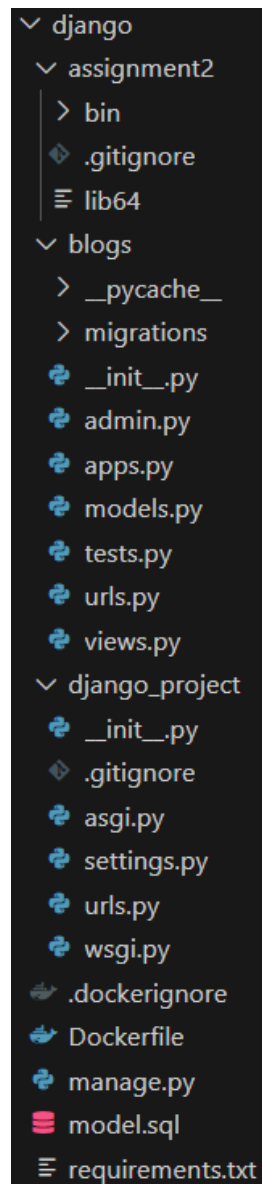 django
assignment2
bin
.gitignore
lib64
blogs
__pycache__
migrations
__init__.py
admin.py
apps.py
models.py
tests.py
urls.py
views.py
django_project
__init__.py
.gitignore
asgi.py
settings.py
urls.py
wsgi.py
.dockerignore
Dockerfile
manage.py
model.sql
requirements.txt